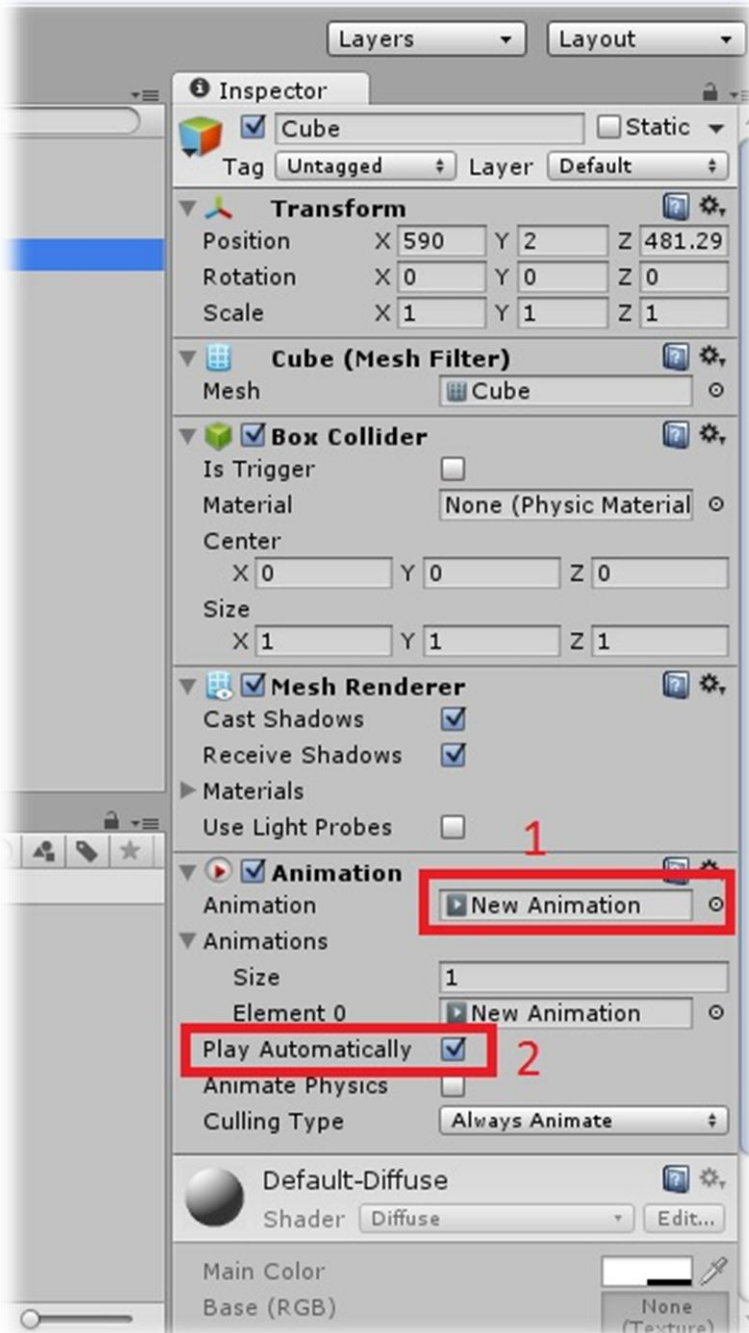 Layers Layout
Inspector
Cube Static
Tag Untagged Layer Default
Transform
Position X 590 Y 2 Z 481.29
Rotation X 0 Y 0 Z 0
Scale X 1 Y 1 Z 1
Cube (Mesh Filter)
Mesh Cube
Box Collider
Is Trigger
Material None (Physic Material
Center
X 0 Y 0 Z 0
Size
X 1 Y 1 Z 1
Mesh Renderer
Cast Shadows
Receive Shadows
Materials
Use Light Probes
1
Animation
Animation New Animation
Animations
Size 1
Element 0 New Animation
Play Automatically 2
Animate Physics
Culling Type Always Animate
Default-Diffuse
Shader Diffuse Edit...
Main Color
Base (RGB) None
(Texture)